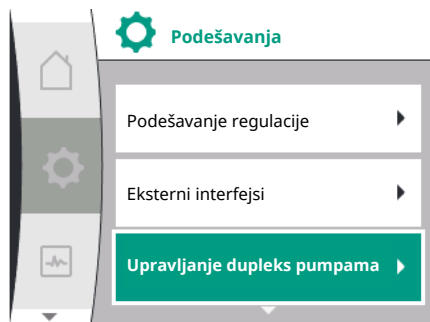 Podešavanja
Podešavanje regulacije
Eksterni interfejsi
Upravljanje dupleks pumpama